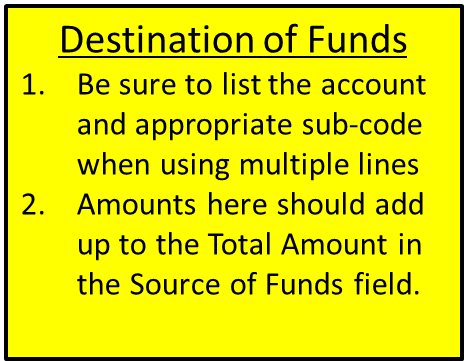 Destination of Funds
1. Be sure to list the account
and appropriate sub-code
when using multiple lines
2. Amounts here should add
up to the Total Amount in
the Source of Funds field.